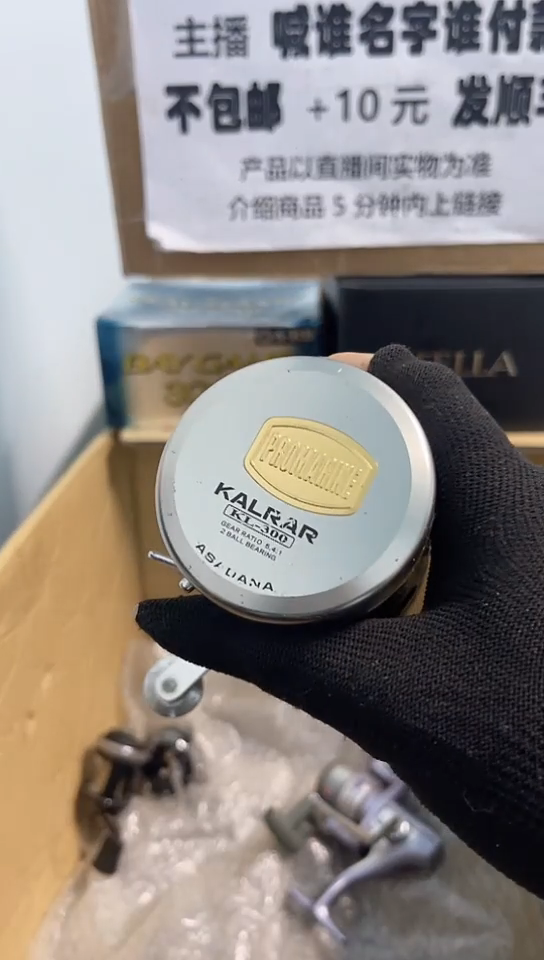 主播 喊谁名字谁付款
不包邮 +10元 发顺丰
产品以直播间实物为准
介绍商品 5 分钟内上链接
PROMARINE
KALRAR
KL-300
GEAR RATIO 5.4:1
2 BALL BEARING